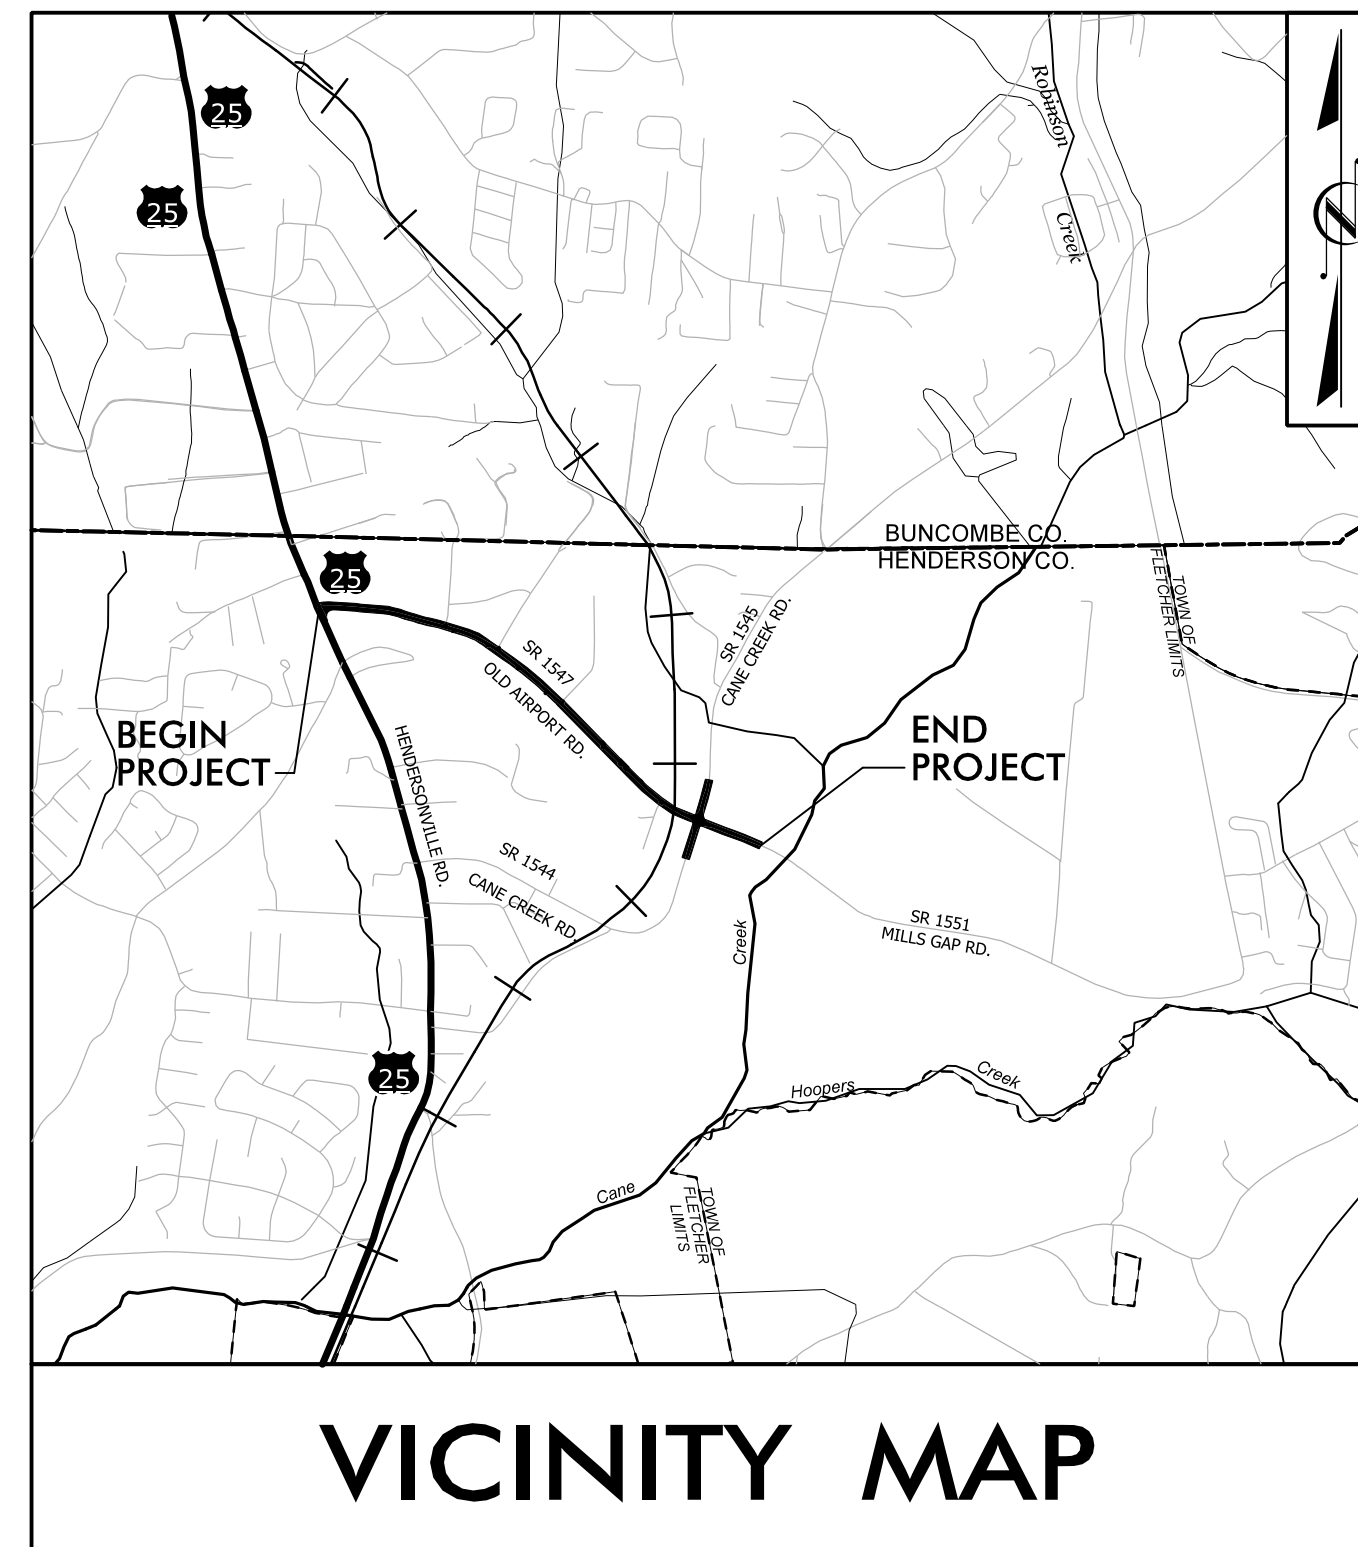 25
Robinson
25
Creek
BUNCOMBE CO.
HENDERSON CO.
25
TOWN OF
FLETCHER LIMITS
SR 1545
CANE CREEK RD.
SR 1547
OLD AIRPORT RD.
BEGIN
PROJECT
END
PROJECT
HENDERSONVILLE RD.
SR 1544
CANE CREEK RD.
SR 1551
MILLS GAP RD.
Creek
25
Hoopers
Creek
Cane
TOWN OF
FLETCHER
LIMITS
VICINITY MAP